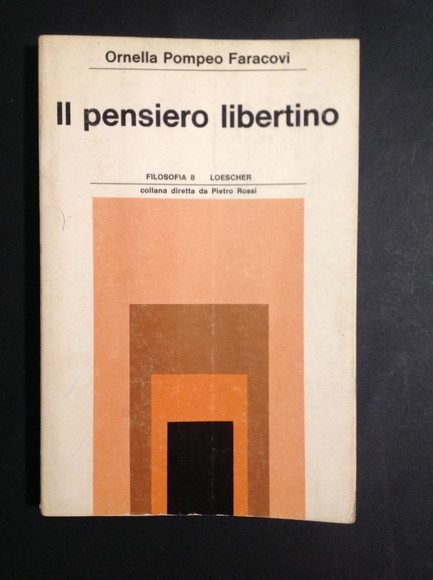 Ornella Pompeo Faracovi
Il pensiero libertino
FILOSOFIA 8 LOESCHER
collana diretta da Pietro Rossi